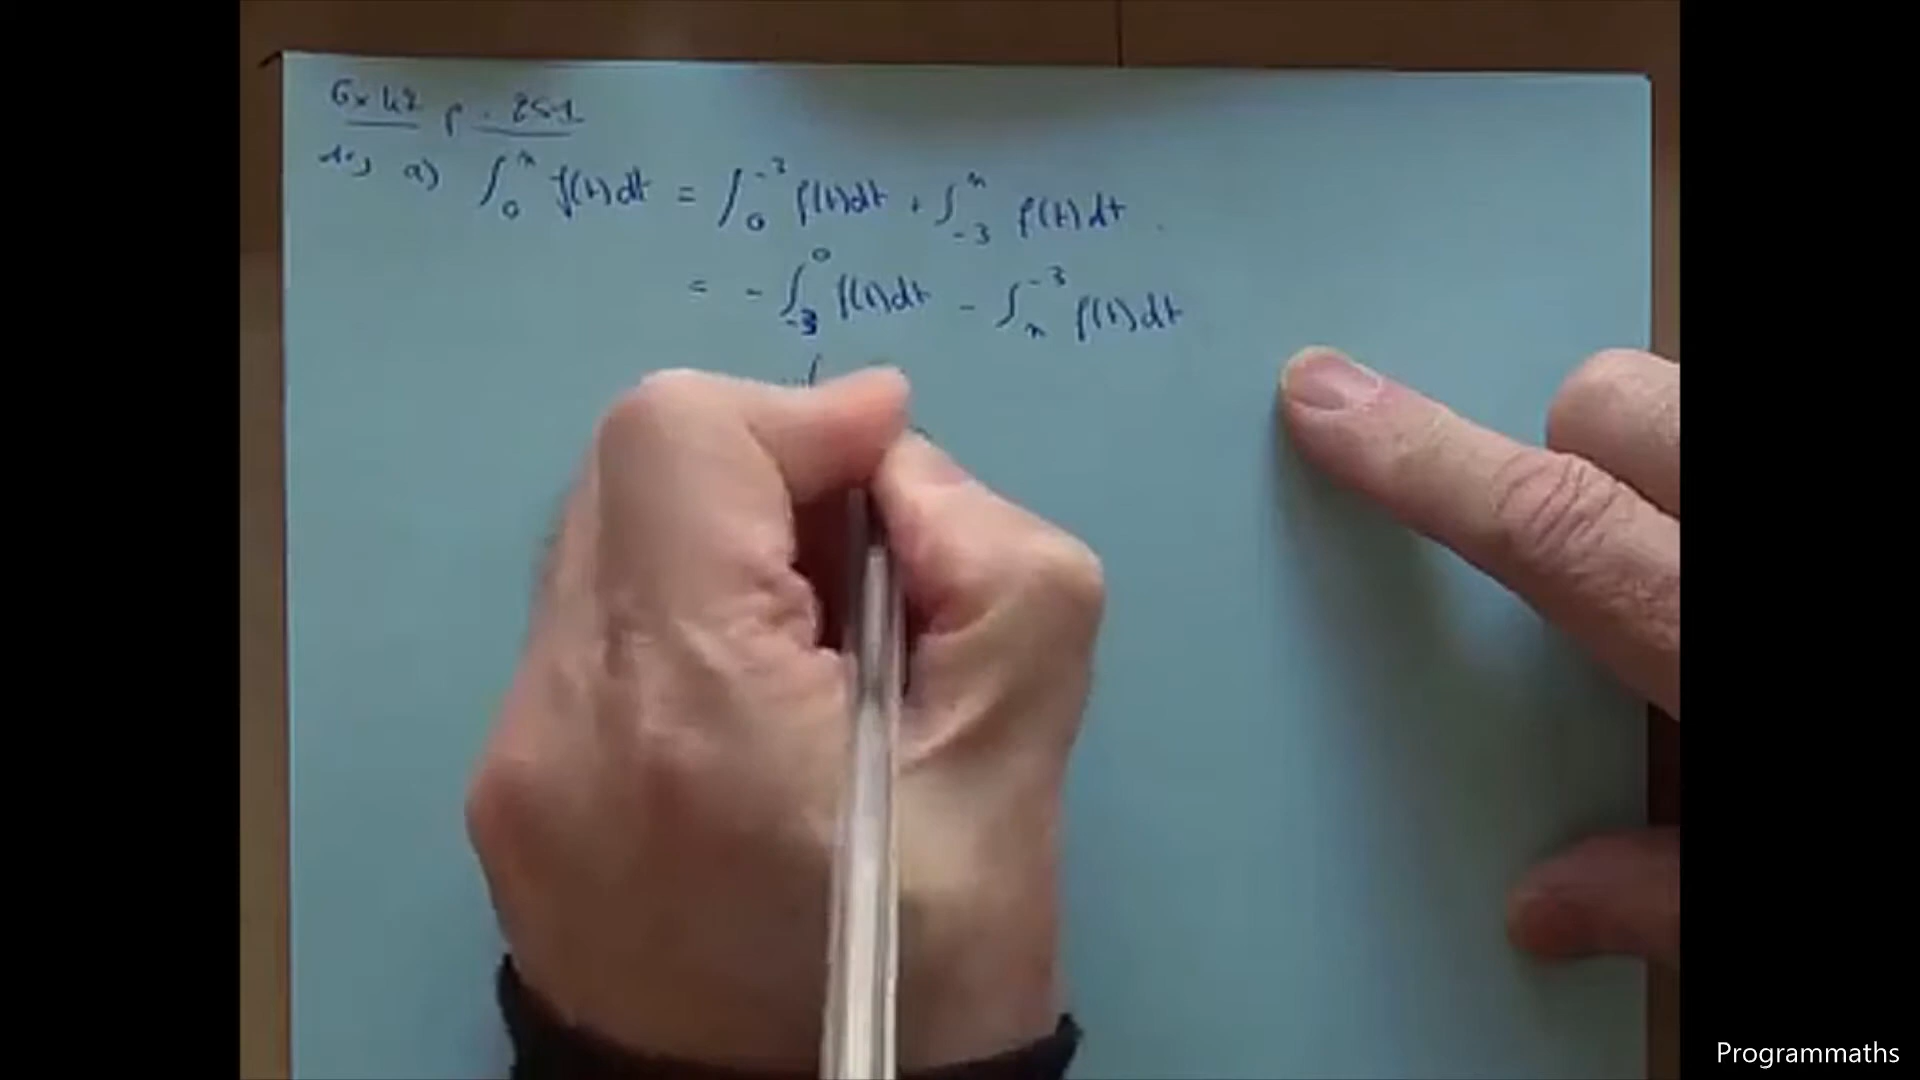 Ex 42 p. 251
1.) a) ∫₀ˣ f(t)dt = ∫₀⁻³ f(t)dt + ∫₋₃ˣ f(t)dt
= - ∫₋₃⁰ f(t)dt - ∫ₓ⁻³ f(t)dt
Programmaths